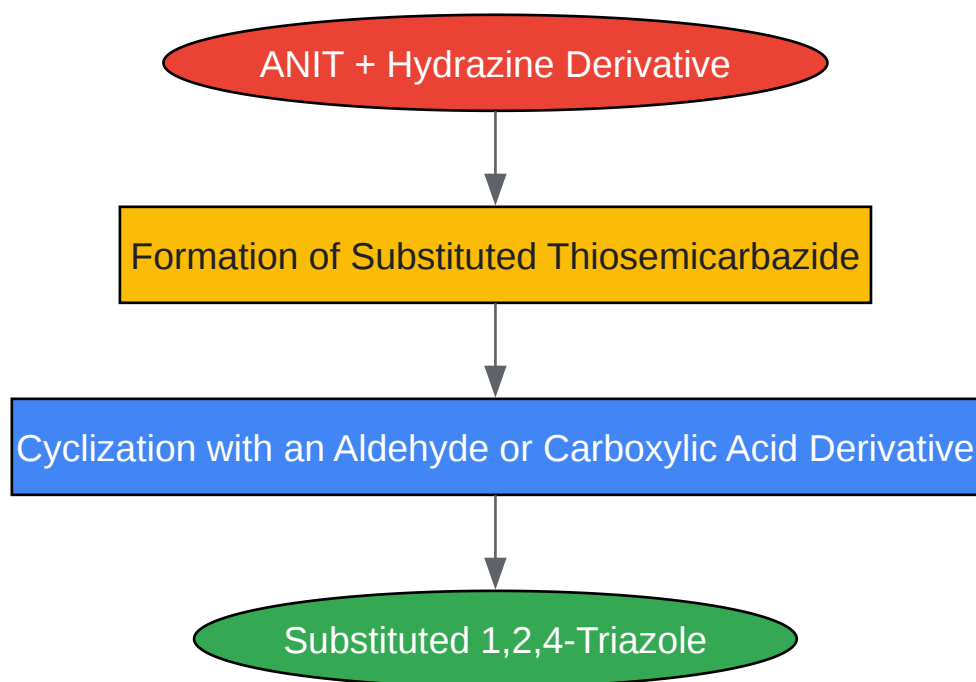 ANIT + Hydrazine Derivative
Formation of Substituted Thiosemicarbazide
Cyclization with an Aldehyde or Carboxylic Acid Derivative
Substituted 1,2,4-Triazole